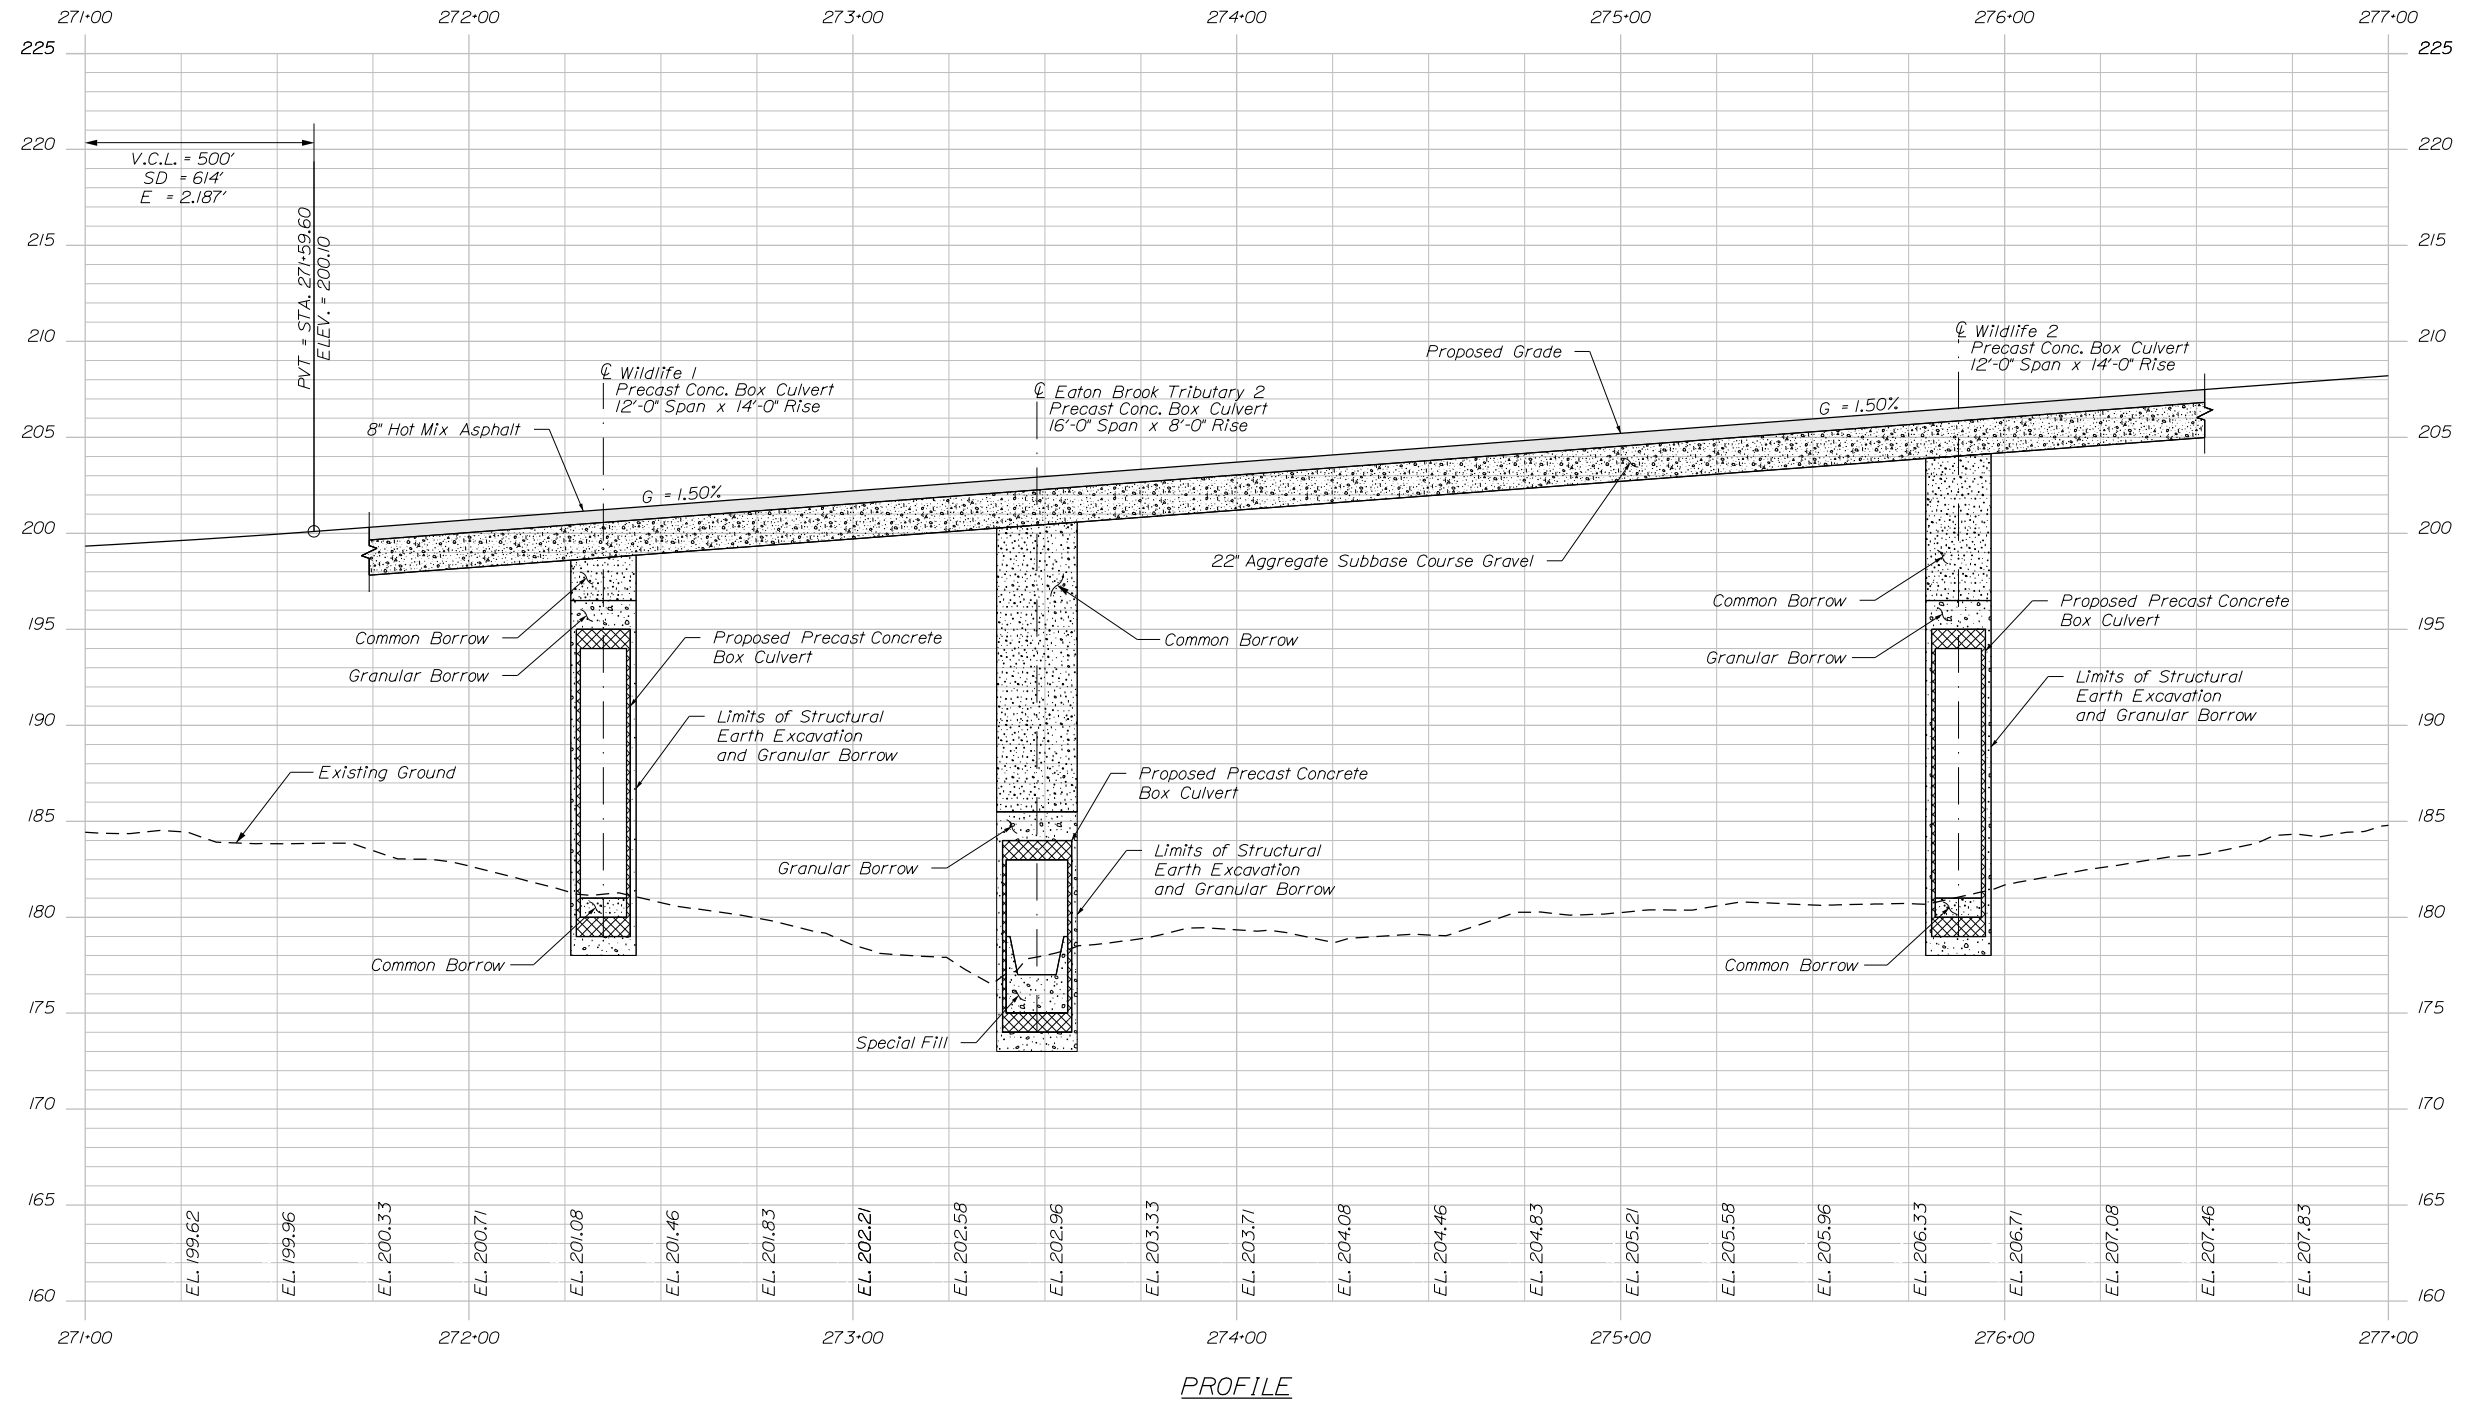 271+00
272+00
273+00
274+00
275+00
276+00
277+00
225
225
220
220
V.C.L. = 500'
SD = 614'
E = 2.187'
215
215
PVT = STA. 271+59.60
ELEV. = 200.10
210
210
℄ Wildlife 1
Precast Conc. Box Culvert
12'-0" Span x 14'-0" Rise
℄ Eaton Brook Tributary 2
Precast Conc. Box Culvert
16'-0" Span x 8'-0" Rise
Proposed Grade
℄ Wildlife 2
Precast Conc. Box Culvert
12'-0" Span x 14'-0" Rise
G = 1.50%
8" Hot Mix Asphalt
205
205
G = 1.50%
200
200
22" Aggregate Subbase Course Gravel
Common Borrow
Proposed Precast Concrete
Box Culvert
195
195
Common Borrow
Proposed Precast Concrete
Box Culvert
Common Borrow
Granular Borrow
Granular Borrow
Limits of Structural
Earth Excavation
and Granular Borrow
Limits of Structural
Earth Excavation
and Granular Borrow
190
190
Existing Ground
Proposed Precast Concrete
Box Culvert
185
185
Granular Borrow
Limits of Structural
Earth Excavation
and Granular Borrow
180
180
Common Borrow
Common Borrow
175
175
Special Fill
170
170
165
165
EL. 199.62
EL. 199.96
EL. 200.33
EL. 200.71
EL. 201.08
EL. 201.46
EL. 201.83
EL. 202.21
EL. 202.58
EL. 202.96
EL. 203.33
EL. 203.71
EL. 204.08
EL. 204.46
EL. 204.83
EL. 205.21
EL. 205.58
EL. 205.96
EL. 206.33
EL. 206.71
EL. 207.08
EL. 207.46
EL. 207.83
160
160
271+00
272+00
273+00
274+00
275+00
276+00
277+00
PROFILE